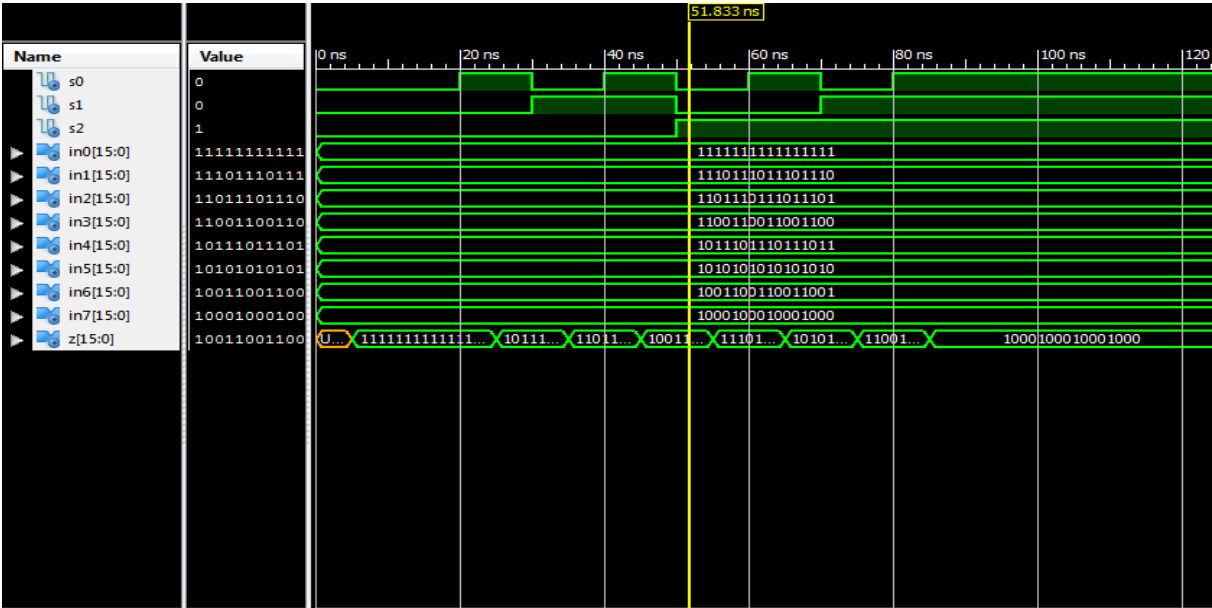 51.833 ns
Name Value 0 ns 20 ns 40 ns 60 ns 80 ns 100 ns 120
s0 0
s1 0
s2 1
in0[15:0] 11111111111 1111111111111111
in1[15:0] 11101110111 1110111011101110
in2[15:0] 11011101110 1101110111011101
in3[15:0] 11001100110 1100110011001100
in4[15:0] 10111011101 1011101110111011
in5[15:0] 10101010101 1010101010101010
in6[15:0] 10011001100 1001100110011001
in7[15:0] 10001000100 1000100010001000
z[15:0] 10011001100 U... 1111111111111... 10111... 11011... 10011... 11101... 10101... 11001... 1000100010001000